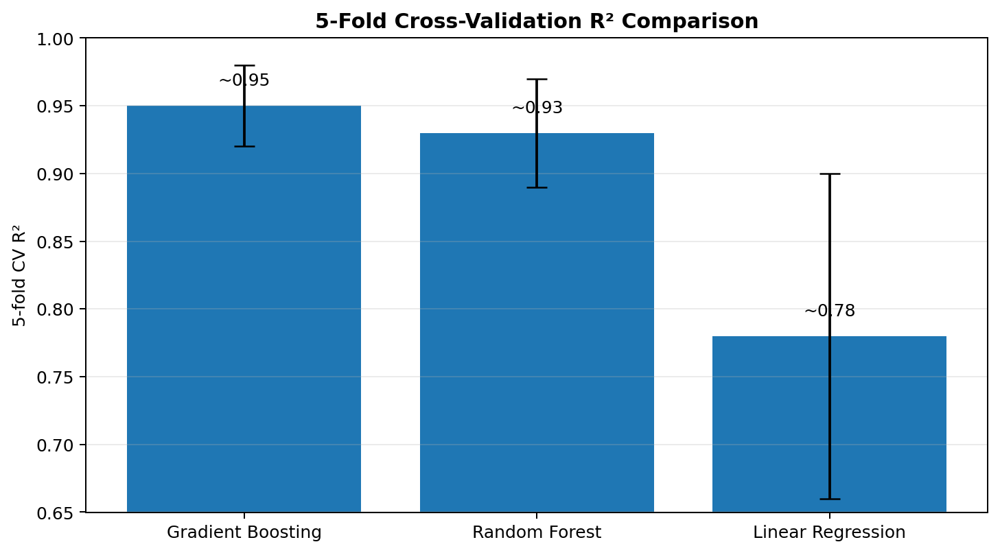 5-Fold Cross-Validation R² Comparison
5-fold CV R²
1.00
0.95
0.90
0.85
0.80
0.75
0.70
0.65
~0.95
~0.93
~0.78
Gradient Boosting
Random Forest
Linear Regression